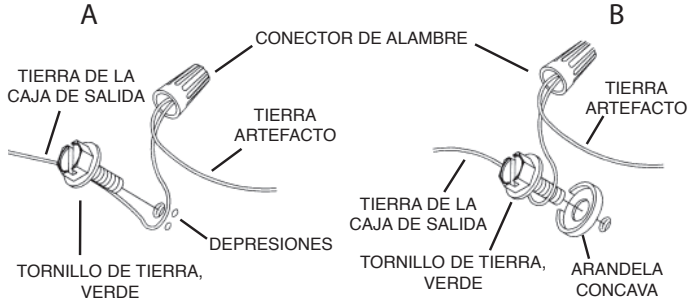 A
B
CONECTOR DE ALAMBRE
TIERRA DE LA
CAJA DE SALIDA
TIERRA
ARTEFACTO
DEPRESIONES
TORNILLO DE TIERRA,
VERDE
TIERRA
ARTEFACTO
TIERRA DE LA
CAJA DE SALIDA
TORNILLO DE TIERRA,
VERDE
ARANDELA
CONCAVA